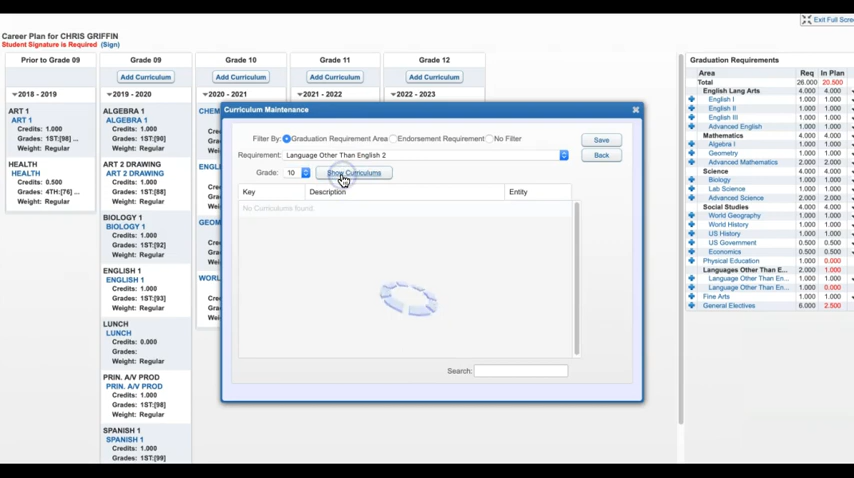 Exit Full Scre
Career Plan for CHRIS GRIFFIN
Student Signature is Required (Sign)
Prior to Grade 09
2018 - 2019
ART 1
ART 1
Credits: 1.000
Grades: 1ST:[98] ...
Weight: Regular
HEALTH
HEALTH
Credits: 0.500
Grades: 4TH:[76] ...
Weight: Regular
Grade 09
Add Curriculum
2019 - 2020
ALGEBRA 1
ALGEBRA 1
Credits: 1.000
Grades: 1ST:[90]
Weight: Regular
ART 2 DRAWING
ART 2 DRAWING
Credits: 1.000
Grades: 1ST:[88]
Weight: Regular
BIOLOGY 1
BIOLOGY 1
Credits: 1.000
Grades: 1ST:[92]
Weight: Regular
ENGLISH 1
ENGLISH 1
Credits: 1.000
Grades: 1ST:[93]
Weight: Regular
LUNCH
LUNCH
Credits: 0.000
Grades:
Weight: Regular
PRIN. A/V PROD
PRIN. A/V PROD
Credits: 1.000
Grades: 1ST:[98]
Weight: Regular
SPANISH 1
SPANISH 1
Credits: 1.000
Grades: 1ST:[99]
Grade 10
Add Curriculum
2020 - 2021
CHEM
CHE
Cre
Gra
Wei
ENGL
ENG
GEOM
GEO
WORL
WOR
Grade 11
Add Curriculum
2021 - 2022
Grade 12
Add Curriculum
2022 - 2023
Curriculum Maintenance
Filter By: Graduation Requirement Area Endorsement Requirement No Filter
Save
Requirement: Language Other Than English 2
Back
Grade: 10 Show Curriculums
Key Description Entity
No Curriculums found.
Search:
Graduation Requirements
Area Req In Plan
Total 26.000 20.500
English Lang Arts 4.000 4.000
English I 1.000 1.000
English II 1.000 1.000
English III 1.000 1.000
Advanced English 1.000 1.000
Mathematics 4.000 4.000
Algebra I 1.000 1.000
Geometry 1.000 1.000
Advanced Mathematics 2.000 2.000
Science 4.000 4.000
Biology 1.000 1.000
Lab Science 1.000 1.000
Advanced Science 2.000 2.000
Social Studies 4.000 4.000
World Geography 1.000 1.000
World History 1.000 1.000
US History 1.000 1.000
US Government 0.500 0.500
Economics 0.500 0.500
Physical Education 1.000 0.000
Languages Other Than E... 2.000 1.000
Language Other Than En... 1.000 1.000
Language Other Than En... 1.000 0.000
Fine Arts 1.000 1.000
General Electives 6.000 2.500